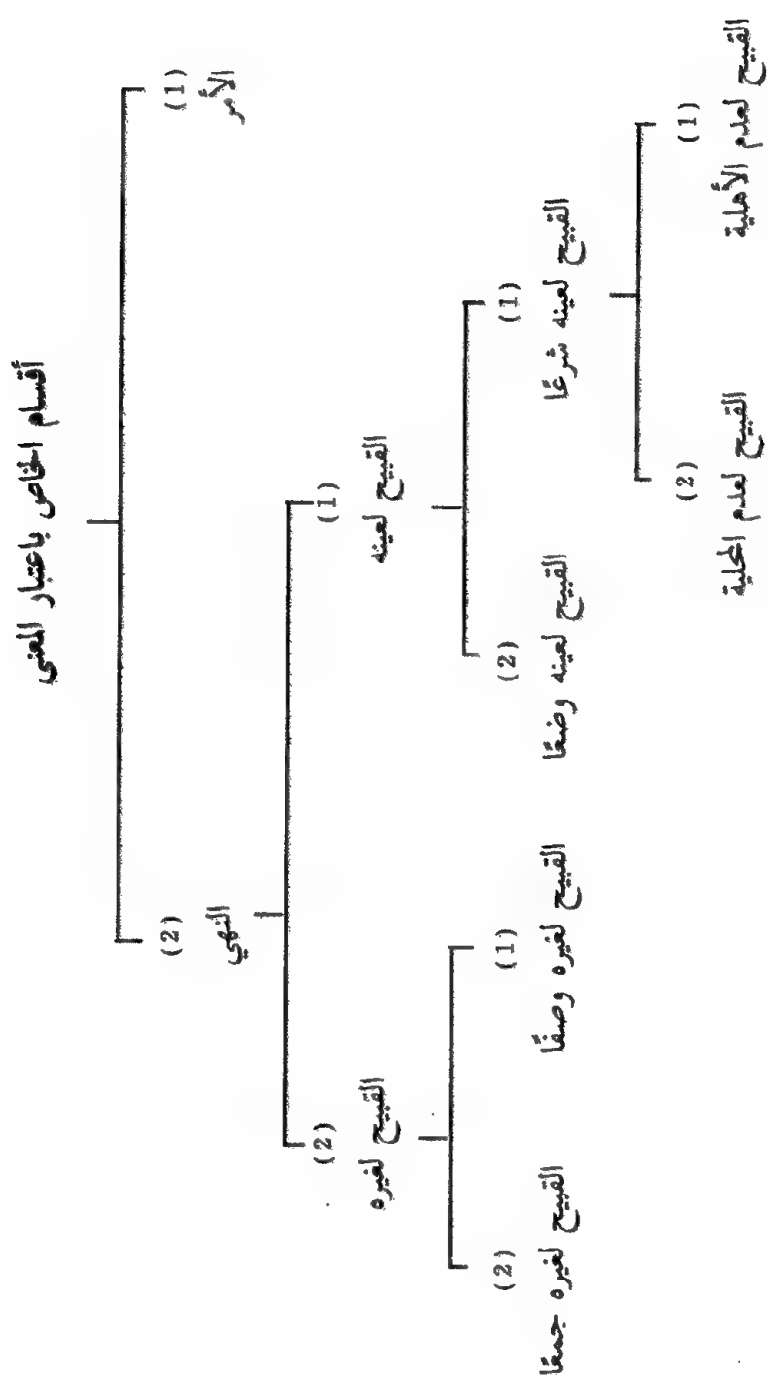 أقسام الخاص باعتبار المعنى
(1)
الأمر
(2)
النهي
(1)
القبيح لعينه
(2)
القبيح لغيره
(1)
القبيح لعينه شرعًا
(2)
القبيح لعينه وضعًا
(1)
القبيح لغيره وصفًا
(2)
القبيح لغيره جمعًا
(1)
القبيح لعدم الأهلية
(2)
القبيح لعدم المحلية